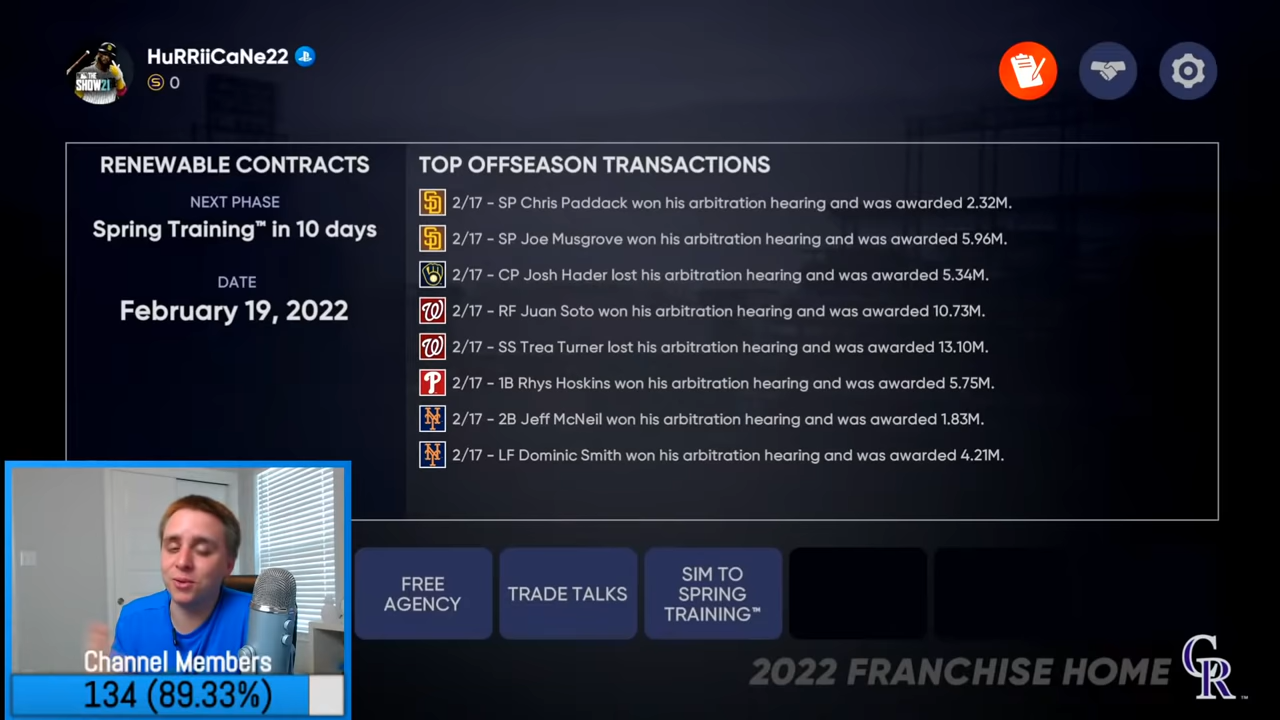 HuRRiiCaNe22
THE
SHOW21
S 0
RENEWABLE CONTRACTS
NEXT PHASE
Spring Training™ in 10 days
DATE
February 19, 2022
TOP OFFSEASON TRANSACTIONS
2/17 - SP Chris Paddack won his arbitration hearing and was awarded 2.32M.
2/17 - SP Joe Musgrove won his arbitration hearing and was awarded 5.96M.
2/17 - CP Josh Hader lost his arbitration hearing and was awarded 5.34M.
2/17 - RF Juan Soto won his arbitration hearing and was awarded 10.73M.
2/17 - SS Trea Turner lost his arbitration hearing and was awarded 13.10M.
2/17 - 1B Rhys Hoskins won his arbitration hearing and was awarded 5.75M.
2/17 - 2B Jeff McNeil won his arbitration hearing and was awarded 1.83M.
2/17 - LF Dominic Smith won his arbitration hearing and was awarded 4.21M.
FREE
AGENCY
TRADE TALKS
SIM TO
SPRING
TRAINING™
Channel Members
134 (89.33%)
2022 FRANCHISE HOME
CR™